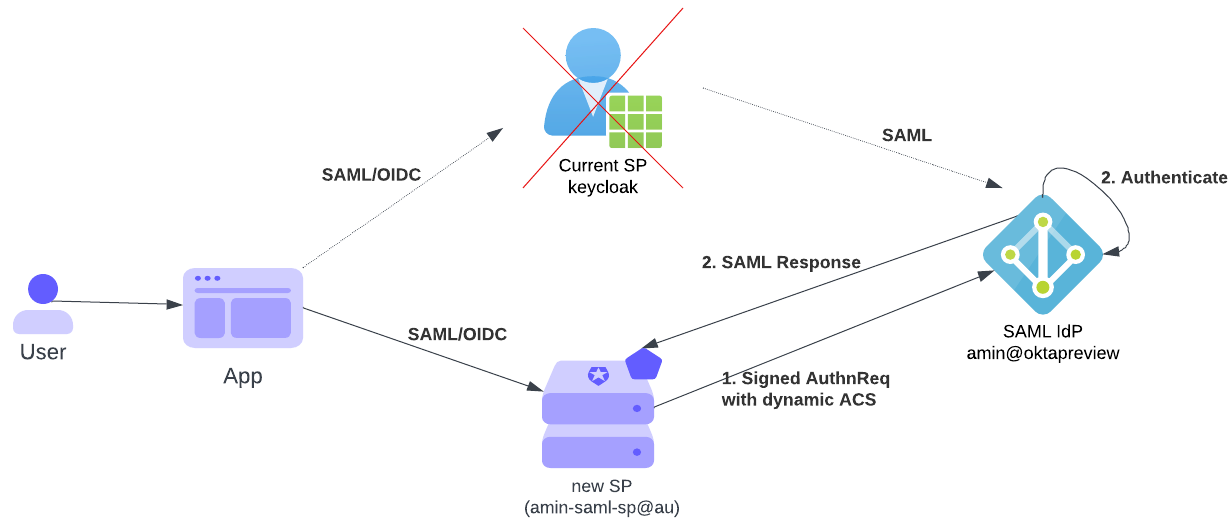 Current SP
keycloak
SAML
SAML/OIDC
2. Authenticate
2. SAML Response
User
App
SAML/OIDC
SAML IdP
amin@oktapreview
1. Signed AuthnReq
with dynamic ACS
new SP
(amin-saml-sp@au)